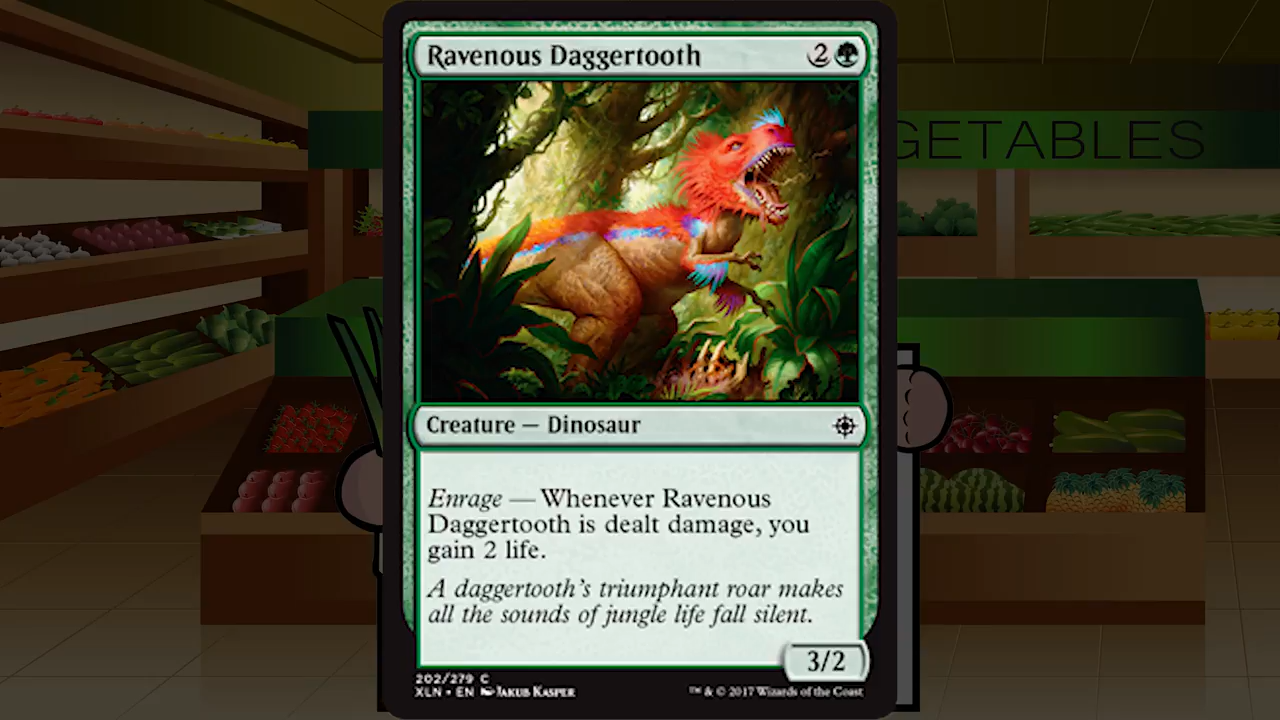 Ravenous Daggertooth 2
GETABLES
Creature — Dinosaur
Enrage — Whenever Ravenous
Daggertooth is dealt damage, you
gain 2 life.
A daggertooth's triumphant roar makes
all the sounds of jungle life fall silent.
3/2
202/279 C
XLN • EN Jakub Kasper
™ & © 2017 Wizards of the Coast